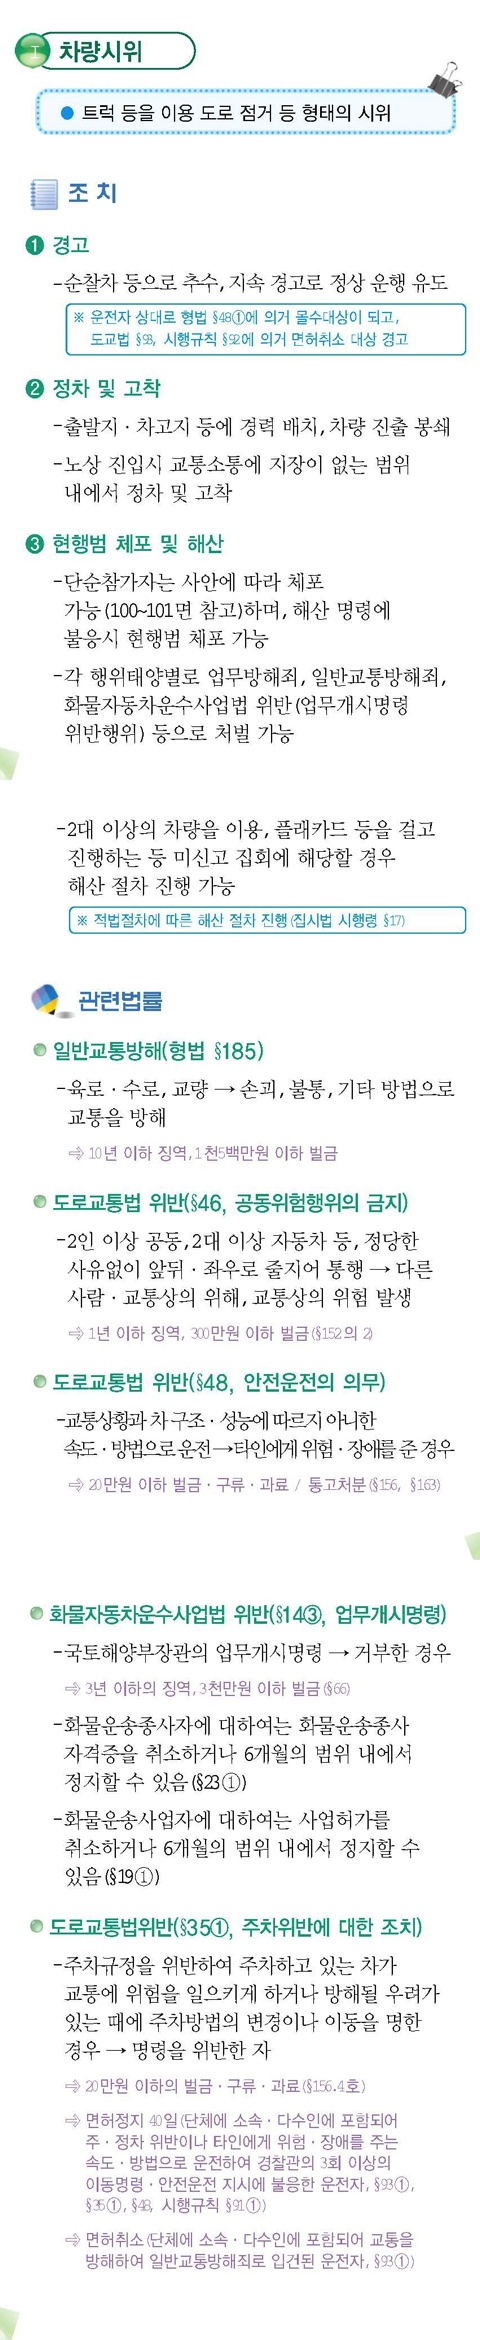 I 차량시위
● 트럭 등을 이용 도로 점거 등 형태의 시위
조 치
❶ 경고
-순찰차 등으로 추수, 지속 경고로 정상 운행 유도
※ 운전자 상대로 형법 §48①에 의거 몰수대상이 되고,
도교법 §93, 시행규칙 §92에 의거 면허취소 대상 경고
❷ 정차 및 고착
-출발지·차고지 등에 경력 배치, 차량 진출 봉쇄
-노상 진입시 교통소통에 지장이 없는 범위
내에서 정차 및 고착
❸ 현행범 체포 및 해산
-단순참가자는 사안에 따라 체포
가능(100~101면 참고)하며, 해산 명령에
불응시 현행범 체포 가능
-각 행위태양별로 업무방해죄, 일반교통방해죄,
화물자동차운수사업법 위반(업무개시명령
위반행위) 등으로 처벌 가능
-2대 이상의 차량을 이용, 플래카드 등을 걸고
진행하는 등 미신고 집회에 해당할 경우
해산 절차 진행 가능
※ 적법절차에 따른 해산 절차 진행(집시법 시행령 §17)
관련법률
일반교통방해(형법 §185)
-육로·수로, 교량 → 손괴, 불통, 기타 방법으로
교통을 방해
⇨ 10년 이하 징역, 1천5백만원 이하 벌금
도로교통법 위반(§46, 공동위험행위의 금지)
-2인 이상 공동, 2대 이상 자동차 등, 정당한
사유없이 앞뒤·좌우로 줄지어 통행 → 다른
사람·교통상의 위해, 교통상의 위험 발생
⇨ 1년 이하 징역, 300만원 이하 벌금(§152의 2)
도로교통법 위반(§48, 안전운전의 의무)
-교통상황과 차 구조·성능에 따르지 아니한
속도·방법으로 운전→타인에게 위험·장애를 준 경우
⇨ 20만원 이하 벌금·구류·과료 / 통고처분(§156, §163)
화물자동차운수사업법 위반(§14③, 업무개시명령)
-국토해양부장관의 업무개시명령 → 거부한 경우
⇨ 3년 이하의 징역, 3천만원 이하 벌금(§66)
-화물운송종사자에 대하여는 화물운송종사
자격증을 취소하거나 6개월의 범위 내에서
정지할 수 있음(§23①)
-화물운송사업자에 대하여는 사업허가를
취소하거나 6개월의 범위 내에서 정지할 수
있음(§19①)
도로교통법위반(§35①, 주차위반에 대한 조치)
-주차규정을 위반하여 주차하고 있는 차가
교통에 위험을 일으키게 하거나 방해될 우려가
있는 때에 주차방법의 변경이나 이동을 명한
경우 → 명령을 위반한 자
⇨ 20만원 이하의 벌금·구류·과료(§156.4호)
⇨ 면허정지 40일(단체에 소속·다수인에 포함되어
주·정차 위반이나 타인에게 위험·장애를 주는
속도·방법으로 운전하여 경찰관의 3회 이상의
이동명령·안전운전 지시에 불응한 운전자, §93①,
§35①, §48, 시행규칙 §91①)
⇨ 면허취소(단체에 소속·다수인에 포함되어 교통을
방해하여 일반교통방해죄로 입건된 운전자, §93①)